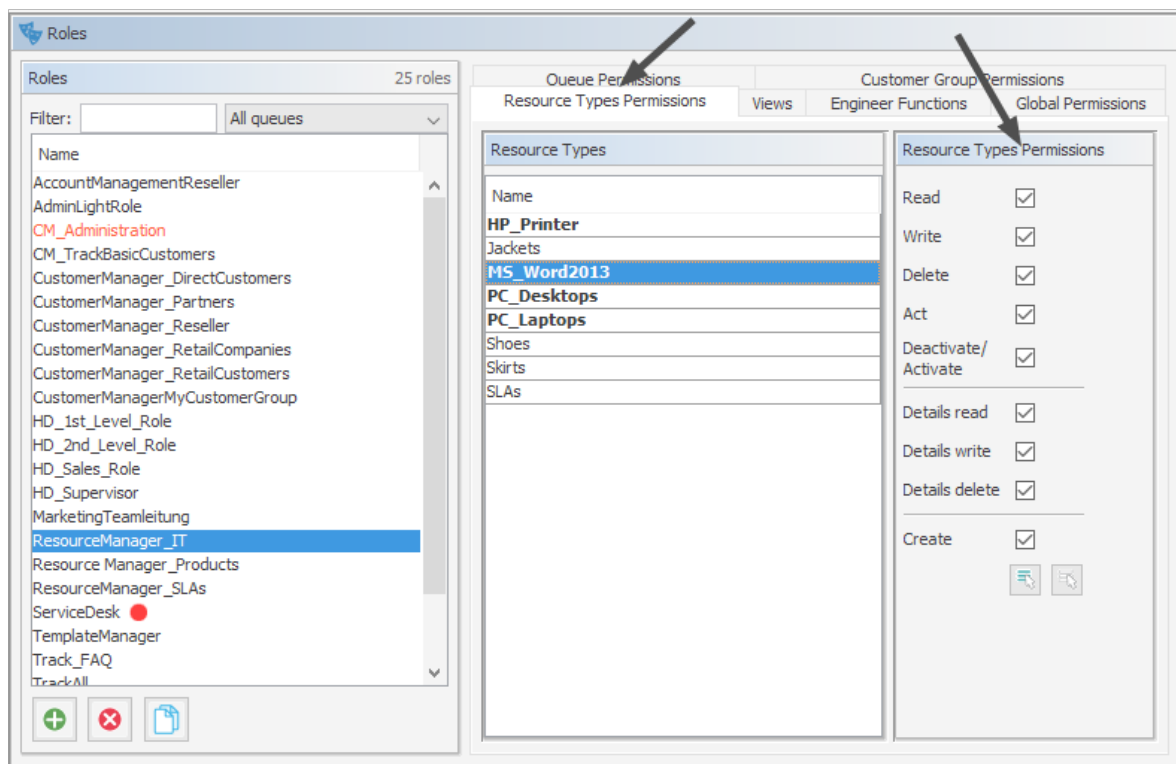 Roles
Roles 25 roles
Filter: All queues
Name
AccountManagementReseller
AdminLightRole
CM_Administration
CM_TrackBasicCustomers
CustomerManager_DirectCustomers
CustomerManager_Partners
CustomerManager_Reseller
CustomerManager_RetailCompanies
CustomerManager_RetailCustomers
CustomerManagerMyCustomerGroup
HD_1st_Level_Role
HD_2nd_Level_Role
HD_Sales_Role
HD_Supervisor
MarketingTeamleitung
ResourceManager_IT
Resource Manager_Products
ResourceManager_SLAs
ServiceDesk
TemplateManager
Track_FAQ
TrackAll
Queue Permissions Customer Group Permissions
Resource Types Permissions Views Engineer Functions Global Permissions
Resource Types
Name
HP_Printer
Jackets
MS_Word2013
PC_Desktops
PC_Laptops
Shoes
Skirts
SLAs
Resource Types Permissions
Read
Write
Delete
Act
Deactivate/
Activate
Details read
Details write
Details delete
Create